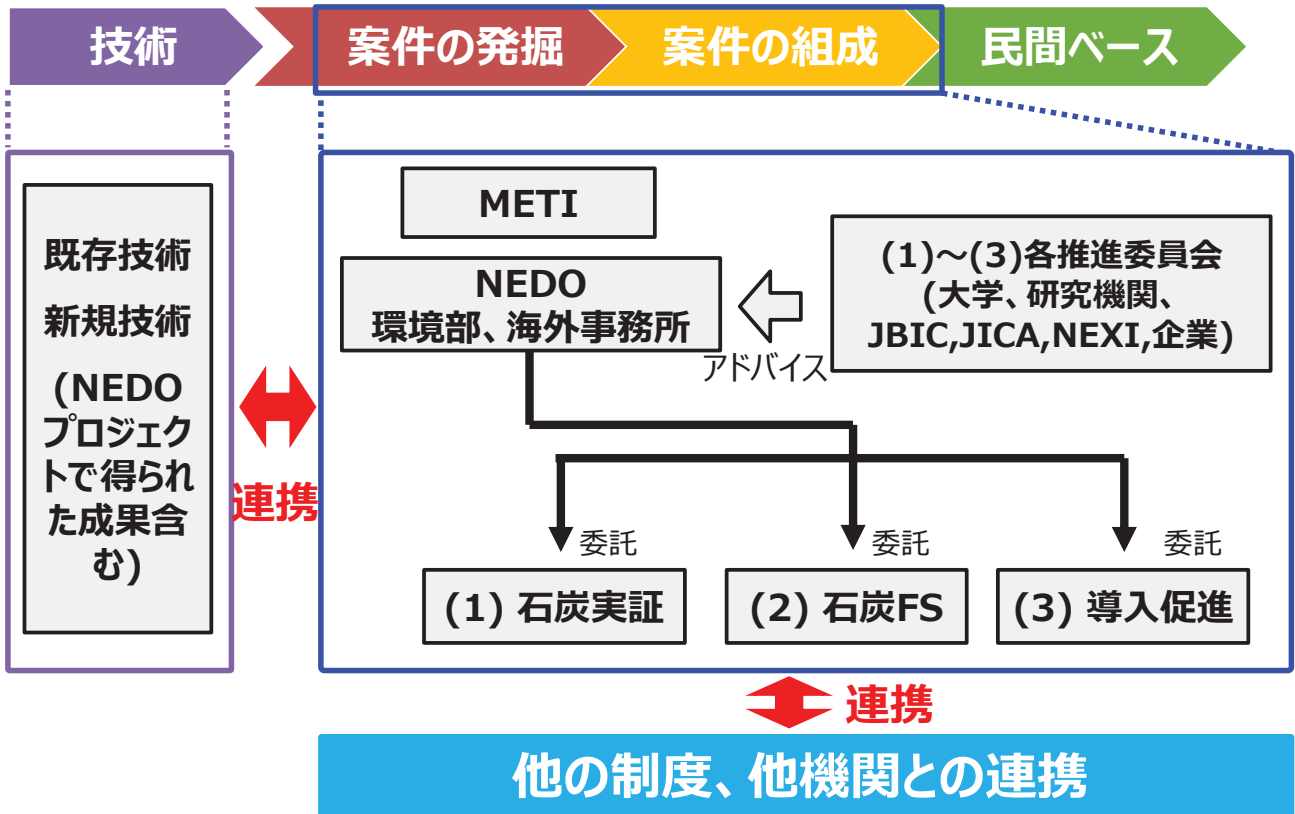 技術
案件の発掘
案件の組成
民間ベース
既存技術
新規技術
(NEDO
プロジェク
トで得られ
た成果含
む)
連携
METI
NEDO
環境部、海外事務所
アドバイス
(1)～(3)各推進委員会
(大学、研究機関、
JBIC,JICA,NEXI,企業)
委託
委託
委託
(1) 石炭実証
(2) 石炭FS
(3) 導入促進
連携
他の制度、他機関との連携